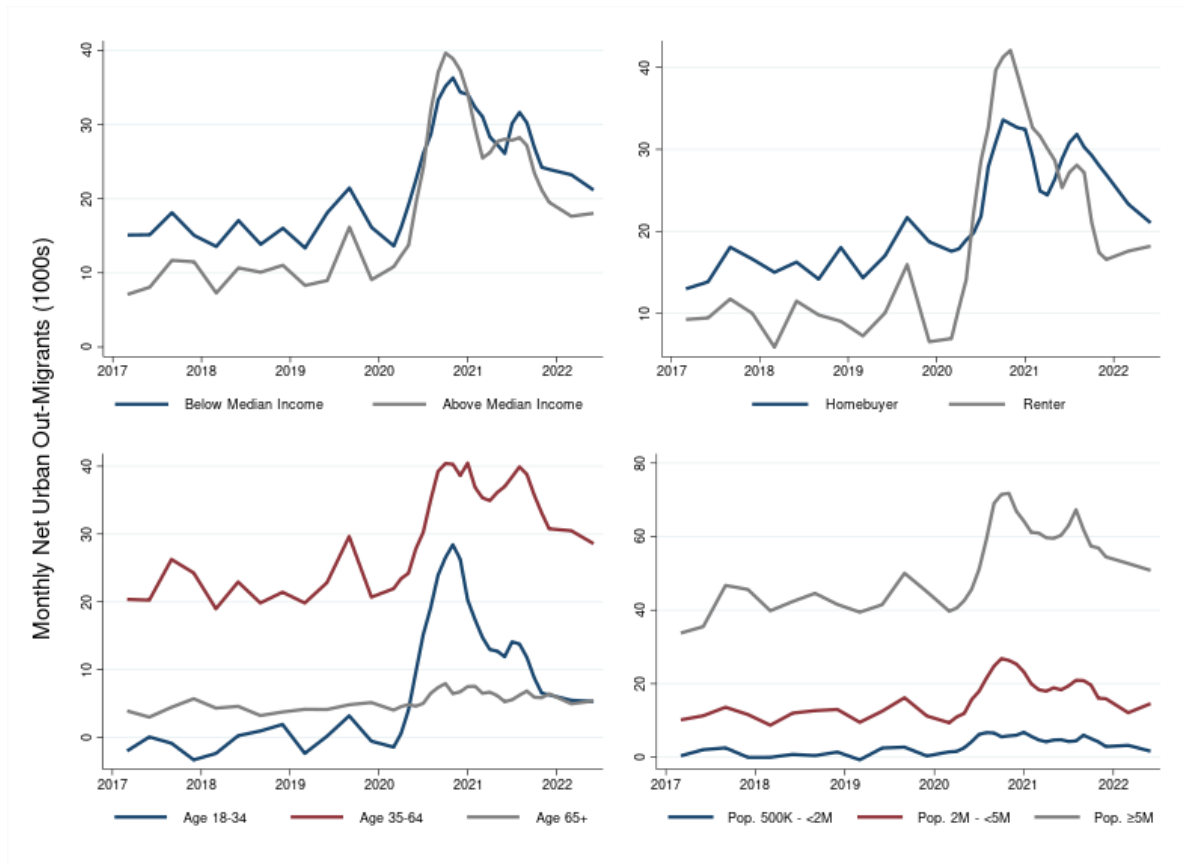 Monthly Net Urban Out-Migrants (1000s)
40
30
20
10
0
2017 2018 2019 2020 2021 2022
Below Median Income Above Median Income
40
30
20
10
2017 2018 2019 2020 2021 2022
Homebuyer Renter
40
30
20
10
0
2017 2018 2019 2020 2021 2022
Age 18-34 Age 35-64 Age 65+
80
60
40
20
0
2017 2018 2019 2020 2021 2022
Pop. 500K - <2M Pop. 2M - <5M Pop. ≥5M